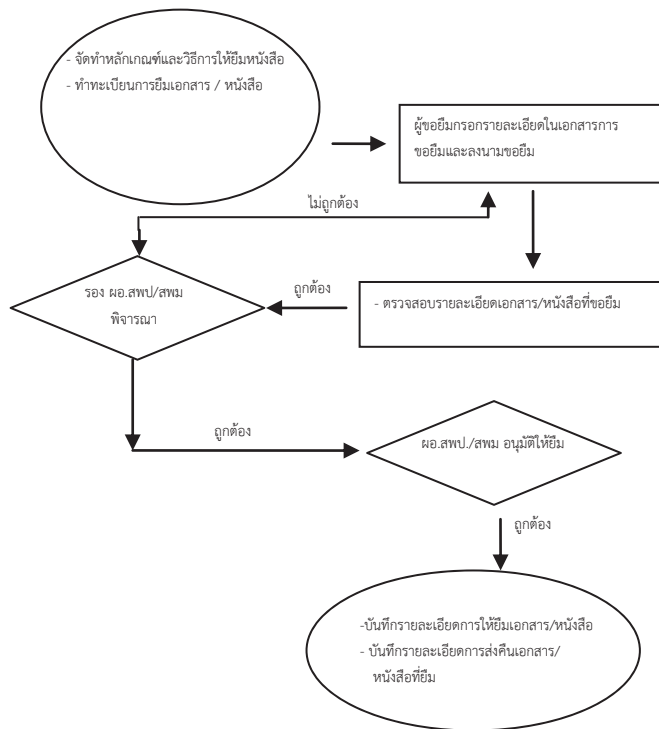 - จัดทำหลักเกณฑ์และวิธีการให้ยืมหนังสือ
- ทำทะเบียนการยืมเอกสาร / หนังสือ
ผู้ขอยืมกรอกรายละเอียดในเอกสารการ
ขอยืมและลงนามขอยืม
ไม่ถูกต้อง
รอง ผอ.สพป/สพม
พิจารณา
ถูกต้อง
- ตรวจสอบรายละเอียดเอกสาร/หนังสือที่ขอยืม
ถูกต้อง
ผอ.สพป./สพม อนุมัติให้ยืม
ถูกต้อง
-บันทึกรายละเอียดการให้ยืมเอกสาร/หนังสือ
- บันทึกรายละเอียดการส่งคืนเอกสาร/
หนังสือที่ยืม